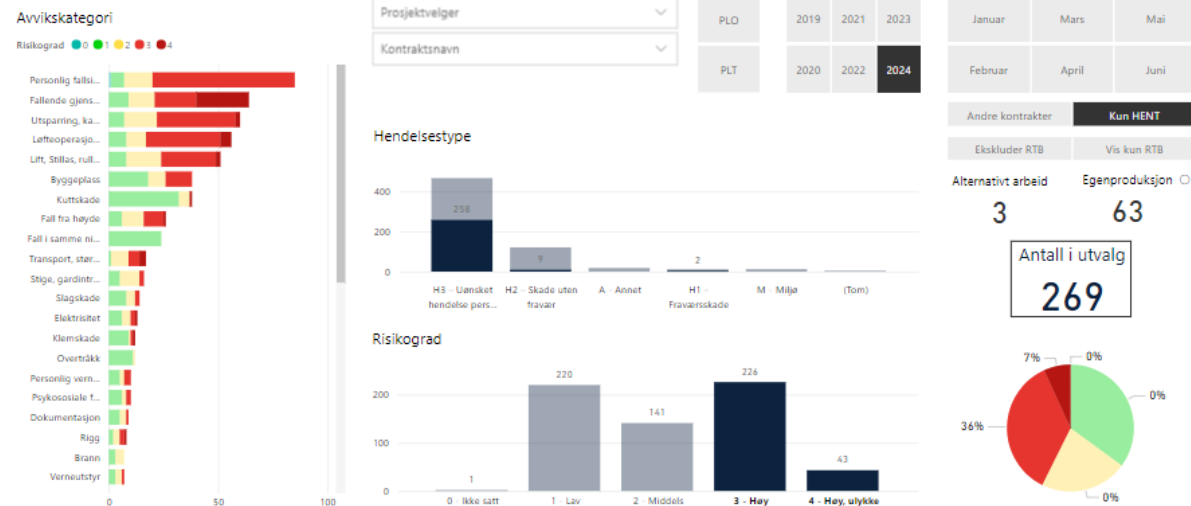 Avvikskategori
Risikograd 0 1 2 3 4
Personlig fallsi...
Fallende gjens...
Utsparring, ka...
Løfteoperasjo...
Lift, Stillas, rull...
Byggeplass
Kuttskade
Fall fra høyde
Fall i samme ni...
Transport, stør...
Stige, gardintr...
Slagskade
Elektrisitet
Klemskade
Overtråkk
Personlig vern...
Psykososiale f...
Dokumentasjon
Rigg
Brann
Verneutstyr
0 50 100
Prosjektvelger
Kontraktsnavn
PLO
PLT
2019 2021 2023
2020 2022 2024
Januar Mars Mai
Februar April Juni
Andre kontrakter Kun HENT
Ekskluder RTB Vis kun RTB
Alternativt arbeid Egenproduksjon
3 63
Antall i utvalg
269
Hendelsestype
400
200
0
258
9
2
H3 - Uønsket
hendelse pers...
H2 - Skade uten
fravær
A - Annet
H1 -
Fraværsskade
M - Miljø
(Tom)
Risikograd
200
100
0
1
220
141
226
43
0 - Ikke satt
1 - Lav
2 - Middels
3 - Høy
4 - Høy, ulykke
7% 0%
0%
36%
0%